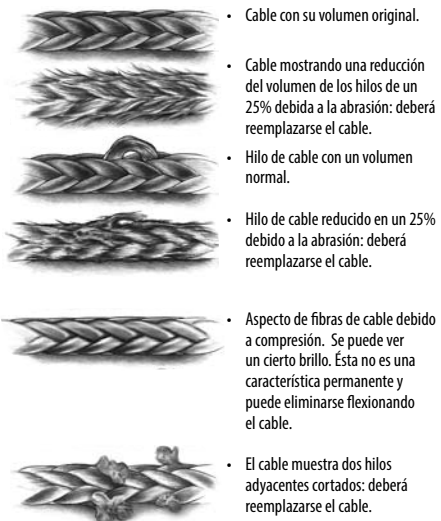 • Cable con su volumen original.
• Cable mostrando una reducción
del volumen de los hilos de un
25% debida a la abrasión: deberá
reemplazarse el cable.
• Hilo de cable con un volumen
normal.
• Hilo de cable reducido en un 25%
debido a la abrasión: deberá
reemplazarse el cable.
• Aspecto de fibras de cable debido
a compresión. Se puede ver
un cierto brillo. Ésta no es una
característica permanente y
puede eliminarse flexionando
el cable.
• El cable muestra dos hilos
adyacentes cortados: deberá
reemplazarse el cable.